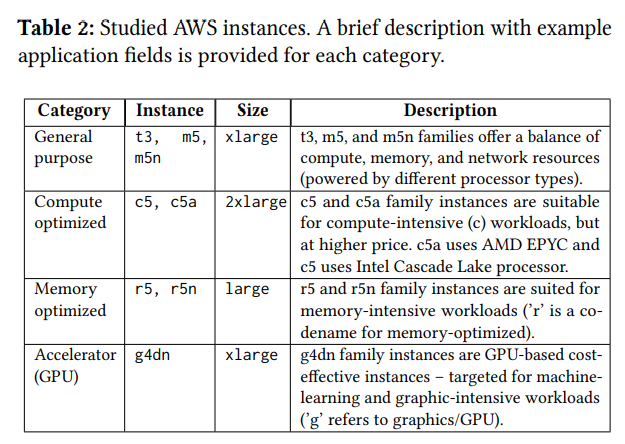 Table 2: Studied AWS instances. A brief description with example
application fields is provided for each category.
Category Instance Size Description
General t3, m5, xlarge t3, m5, and m5n families offer a balance of
purpose m5n compute, memory, and network resources
(powered by different processor types).
Compute c5, c5a 2xlarge c5 and c5a family instances are suitable
optimized for compute-intensive (c) workloads, but
at higher price. c5a uses AMD EPYC and
c5 uses Intel Cascade Lake processor.
Memory r5, r5n large r5 and r5n family instances are suited for
optimized memory-intensive workloads ('r' is a co-
dename for memory-optimized).
Accelerator g4dn xlarge g4dn family instances are GPU-based cost-
(GPU) effective instances – targeted for machine-
learning and graphic-intensive workloads
('g' refers to graphics/GPU).